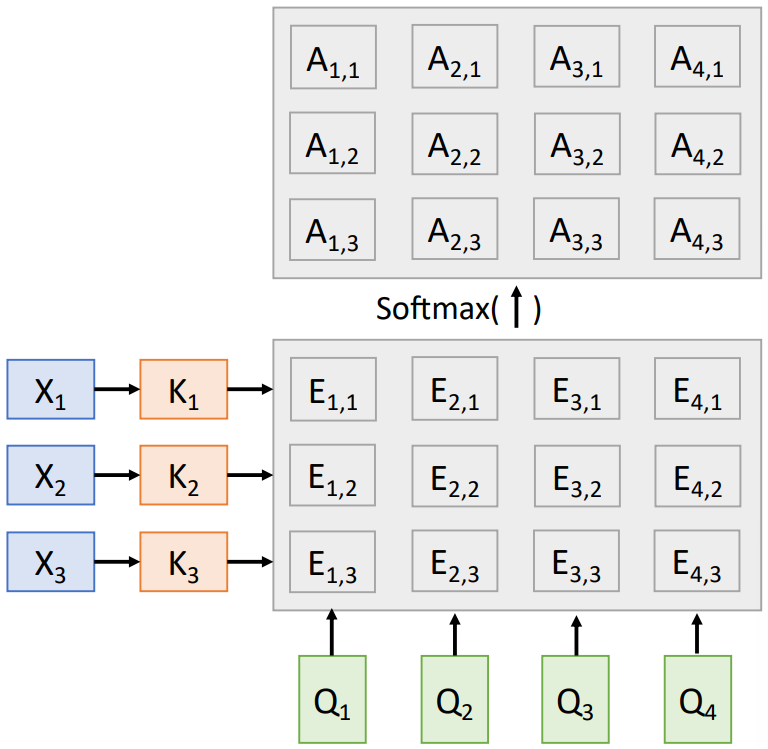 A1,1 A2,1 A3,1 A4,1
A1,2 A2,2 A3,2 A4,2
A1,3 A2,3 A3,3 A4,3
Softmax( ↑ )
X1 K1 E1,1 E2,1 E3,1 E4,1
X2 K2 E1,2 E2,2 E3,2 E4,2
X3 K3 E1,3 E2,3 E3,3 E4,3
Q1 Q2 Q3 Q4